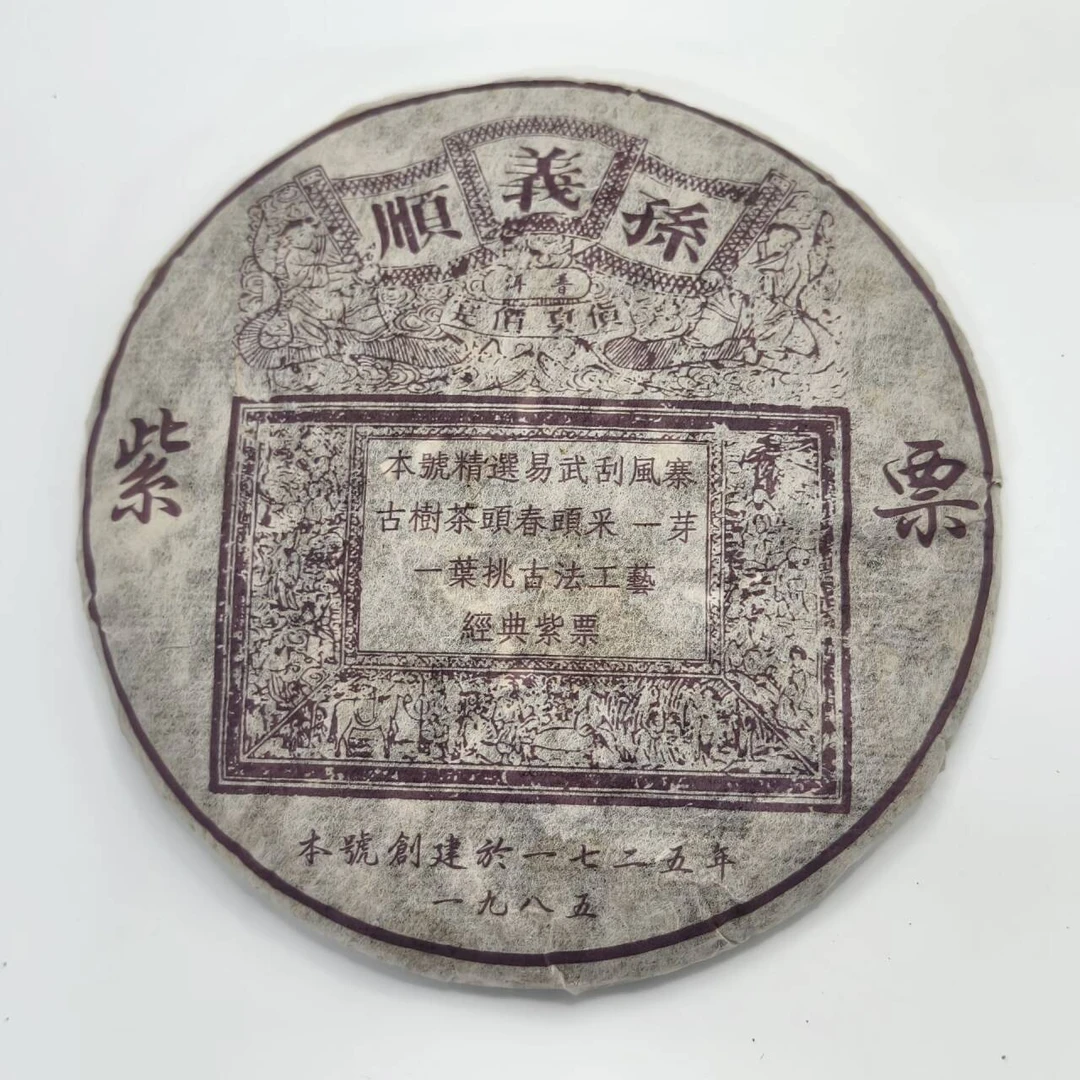 孫義順
普洱
紫票
本號精選易武刮風寨
古樹茶頭春頭采一芽
一葉挑古法工藝
經典紫票
本號創建於一七二五年
一九八五